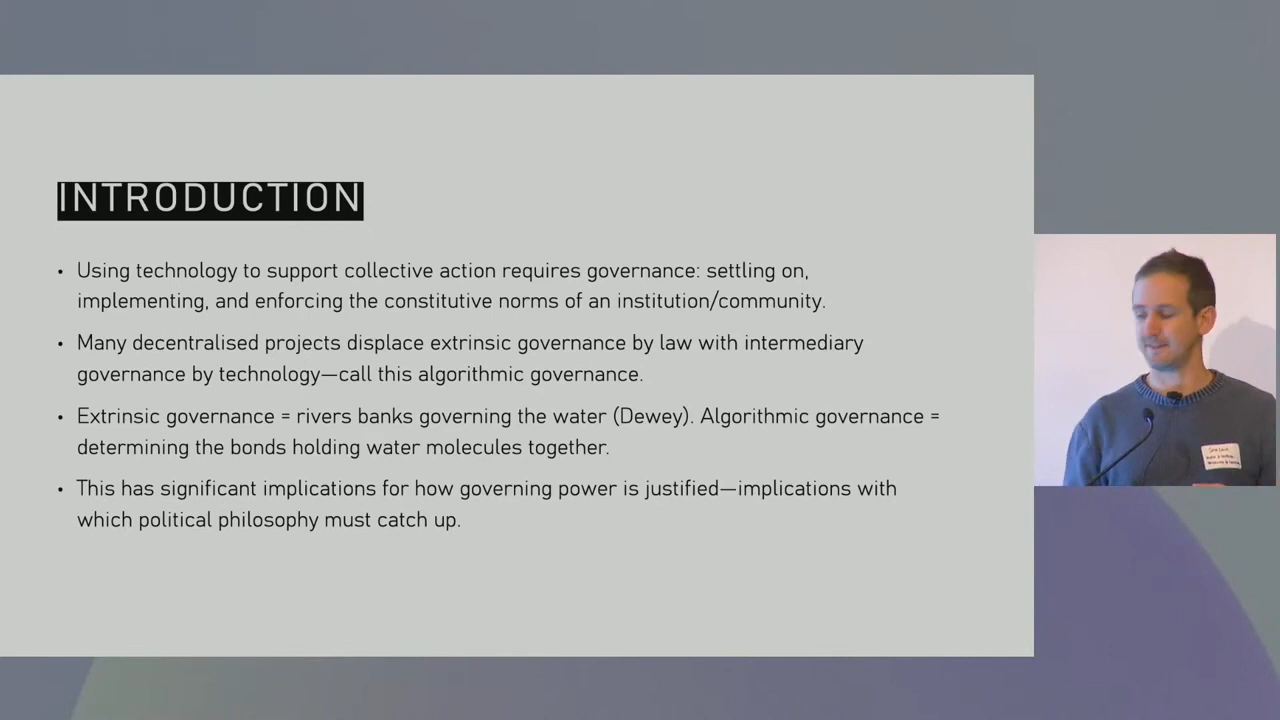 INTRODUCTION
• Using technology to support collective action requires governance: settling on,
implementing, and enforcing the constitutive norms of an institution/community.
• Many decentralised projects displace extrinsic governance by law with intermediary
governance by technology—call this algorithmic governance.
• Extrinsic governance = rivers banks governing the water (Dewey). Algorithmic governance =
determining the bonds holding water molecules together.
• This has significant implications for how governing power is justified—implications with
which political philosophy must catch up.